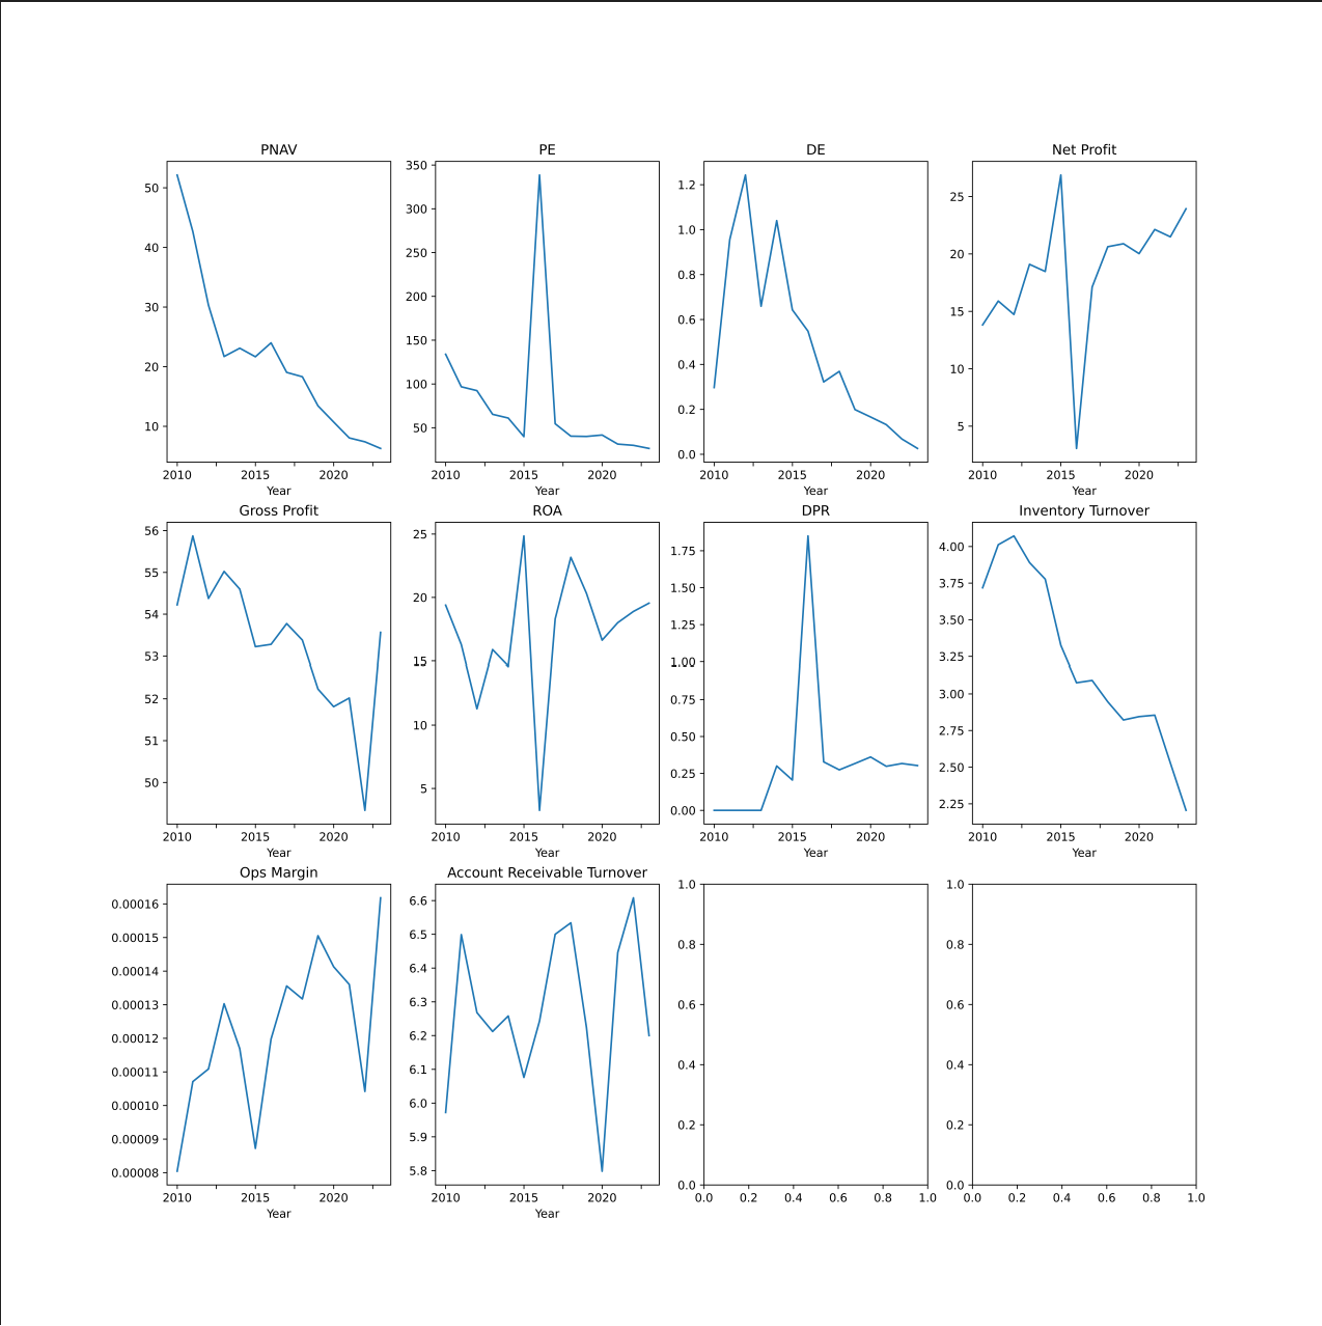 PNAV PE DE Net Profit
50 350 1.2 25
40 300 1.0 20
30 250 0.8 15
20 200 0.6 10
10 150 0.4 5
100 0.2
50 0.0
2010 2015 2020 2010 2015 2020 2010 2015 2020 2010 2015 2020
Year Year Year Year
Gross Profit ROA DPR Inventory Turnover
56 25 1.75 4.00
55 20 1.50 3.75
54 15 1.25 3.50
53 10 1.00 3.25
52 5 0.75 3.00
51 0.50 2.75
50 0.25 2.50
0.00 2.25
2010 2015 2020 2010 2015 2020 2010 2015 2020 2010 2015 2020
Year Year Year Year
Ops Margin Account Receivable Turnover
0.00016 6.6 1.0 1.0
0.00015 6.5 0.8 0.8
0.00014 6.4 0.6 0.6
0.00013 6.3 0.4 0.4
0.00012 6.2 0.2 0.2
0.00011 6.1 0.0 0.0
0.00010 6.0
0.00009 5.9
0.00008 5.8
2010 2015 2020 2010 2015 2020 0.0 0.2 0.4 0.6 0.8 1.0 0.0 0.2 0.4 0.6 0.8 1.0
Year Year